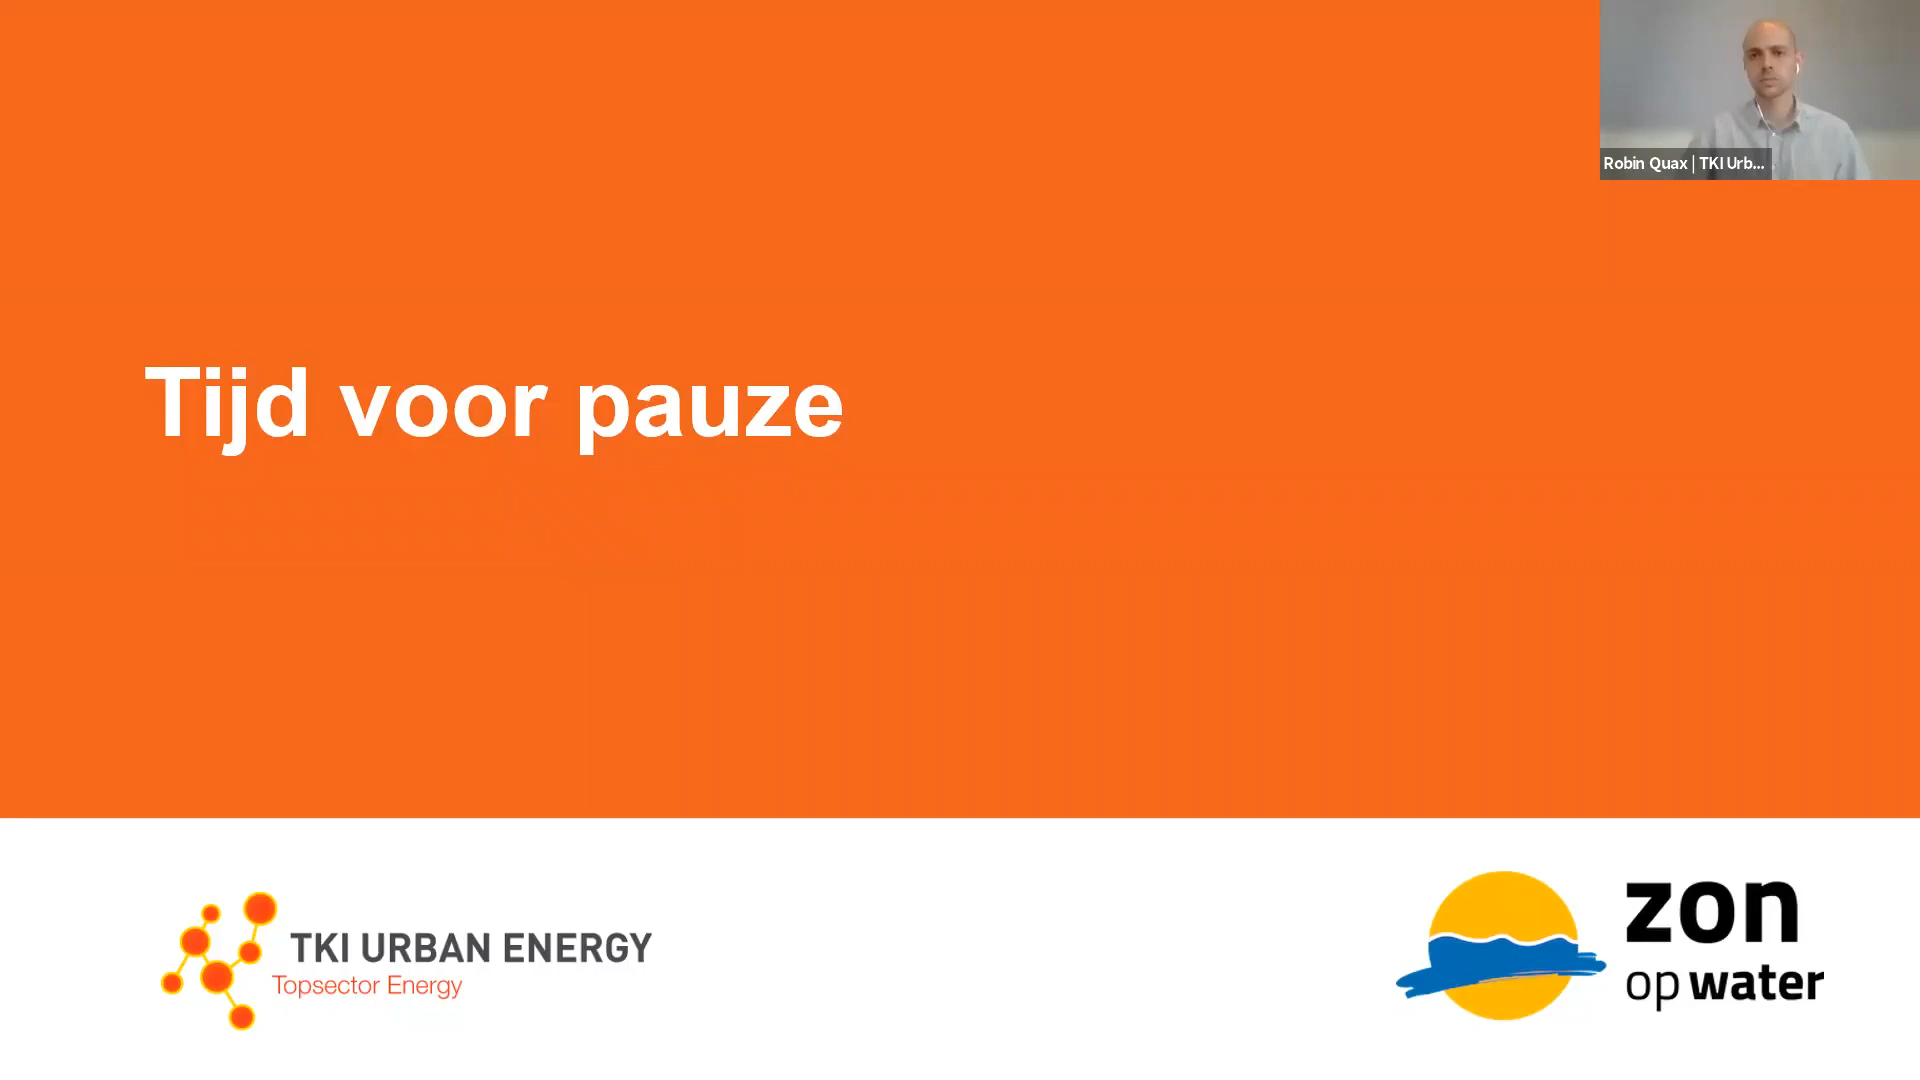 Robin Quax | TKI Urb...
Tijd voor pauze
TKI URBAN ENERGY
Topsector Energy
zon
op water